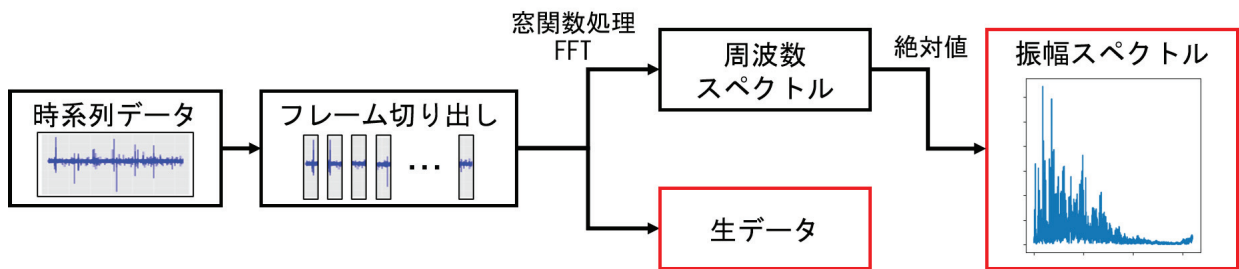 時系列データ
フレーム切り出し
...
窓関数処理
FFT
周波数
スペクトル
絶対値
振幅スペクトル
生データ